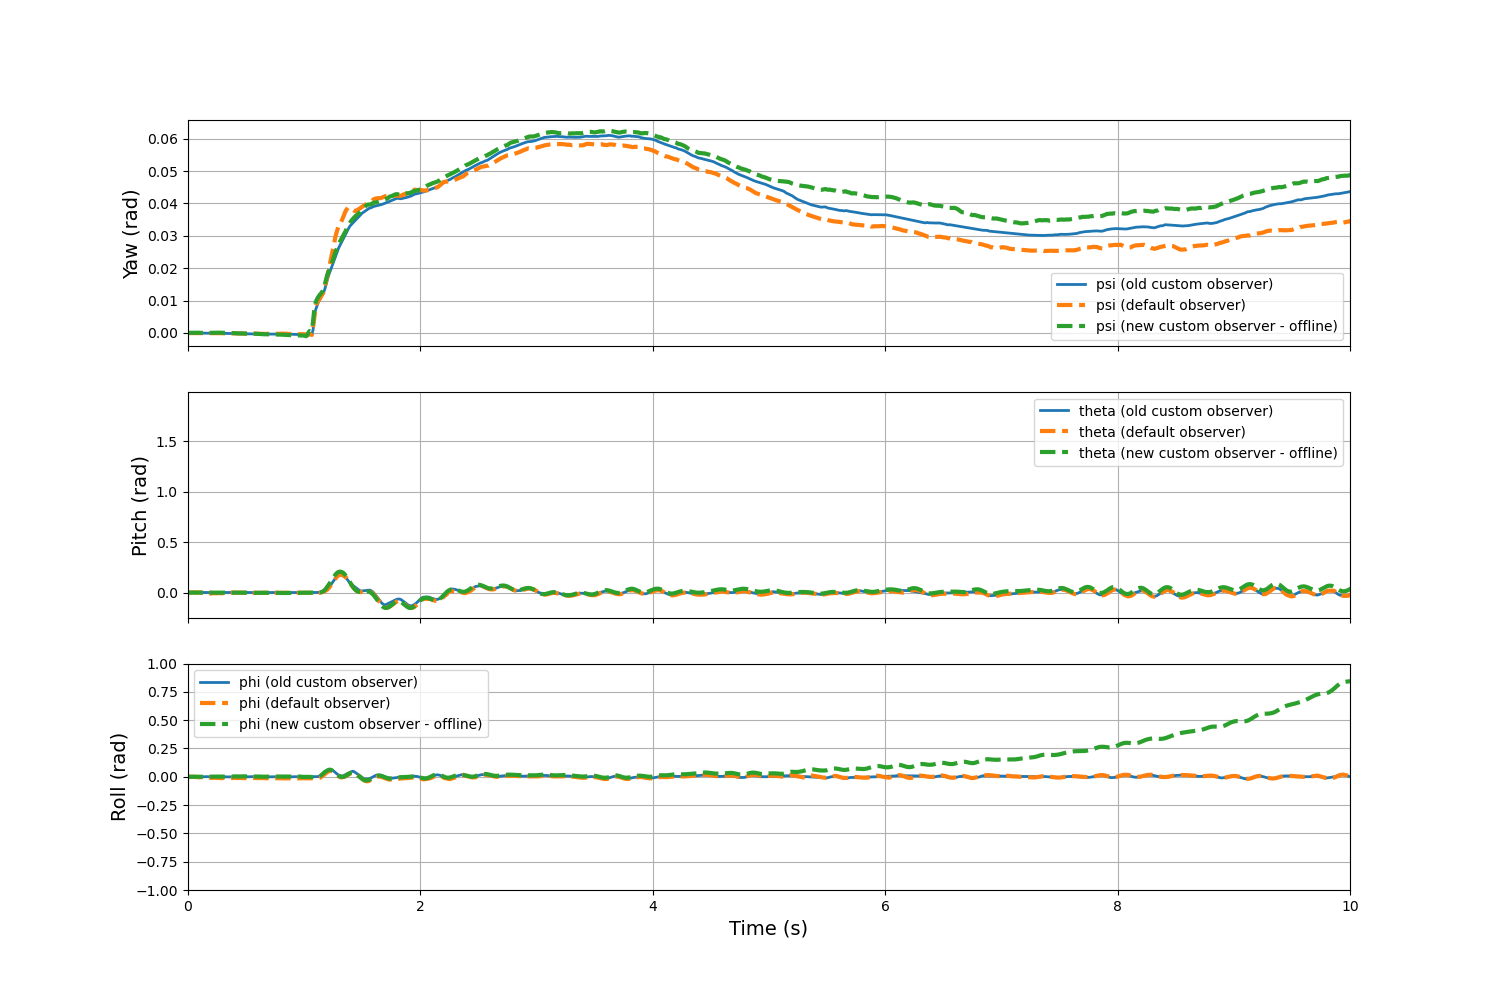 0.06
0.05
0.04
0.03
0.02
0.01
0.00
Yaw (rad)
psi (old custom observer)
psi (default observer)
psi (new custom observer - offline)
1.5
1.0
0.5
0.0
Pitch (rad)
theta (old custom observer)
theta (default observer)
theta (new custom observer - offline)
1.00
0.75
0.50
0.25
0.00
−0.25
−0.50
−0.75
−1.00
Roll (rad)
phi (old custom observer)
phi (default observer)
phi (new custom observer - offline)
0 2 4 6 8 10
Time (s)